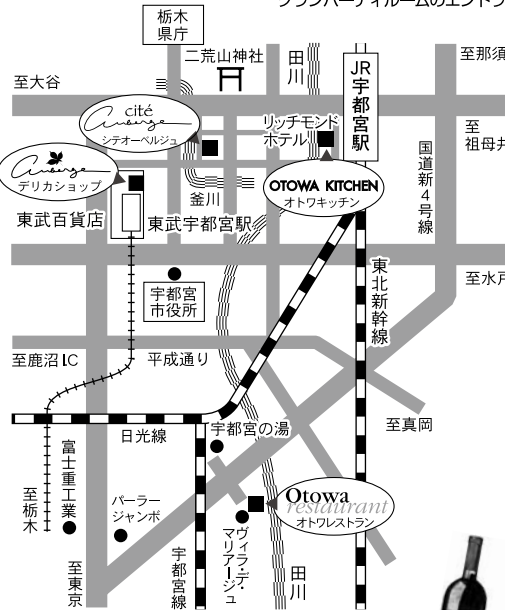 グランパーティルームのエントラ
栃木
県庁
二荒山神社
田川
JR宇都宮駅
至那須
至大谷
cité
Auberge
シテオーベルジュ
リッチモンド
ホテル
至
祖母井
国道新4号線
Auberge
デリカショップ
釜川
OTOWA KITCHEN
オトワキッチン
東武百貨店
東武宇都宮駅
宇都宮
市役所
東北新幹線
至水戸
至鹿沼IC
平成通り
日光線
宇都宮の湯
至真岡
至栃木
富士重工業
パーラー
ジャンボ
Otowa
restaurant
オトワレストラン
ヴィラ・デ・
マリアージュ
至東京
宇都宮線
田川